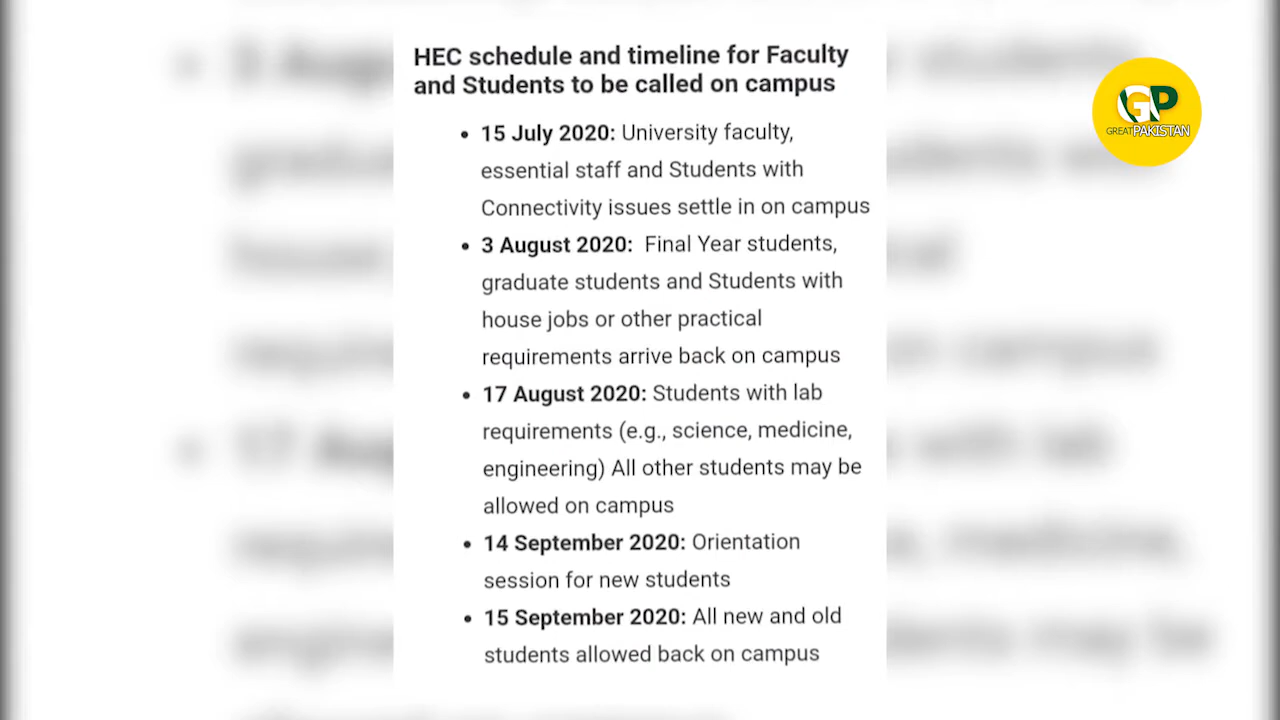 HEC schedule and timeline for Faculty
and Students to be called on campus
• 15 July 2020: University faculty,
essential staff and Students with
Connectivity issues settle in on campus
• 3 August 2020: Final Year students,
graduate students and Students with
house jobs or other practical
requirements arrive back on campus
• 17 August 2020: Students with lab
requirements (e.g., science, medicine,
engineering) All other students may be
allowed on campus
• 14 September 2020: Orientation
session for new students
• 15 September 2020: All new and old
students allowed back on campus
GP
GREATPAKISTAN